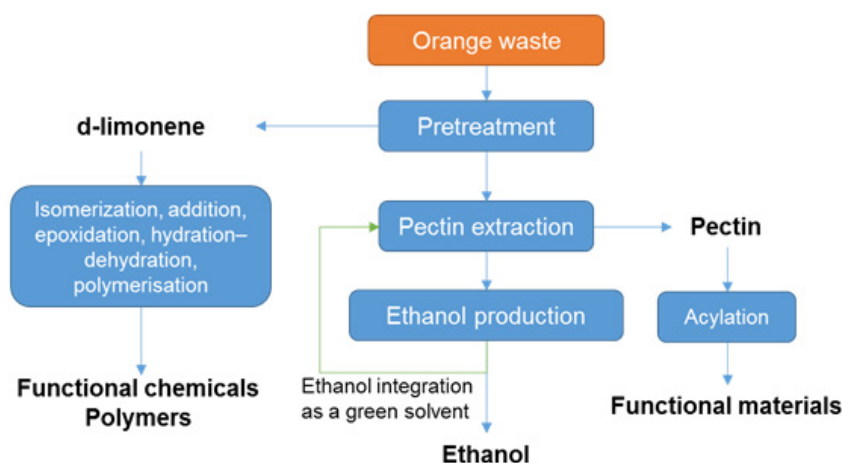 Orange waste
d-limonene
Pretreatment
Isomerization, addition,
epoxidation, hydration–
dehydration,
polymerisation
Pectin extraction
Pectin
Ethanol production
Acylation
Functional chemicals
Polymers
Ethanol integration
as a green solvent
Functional materials
Ethanol